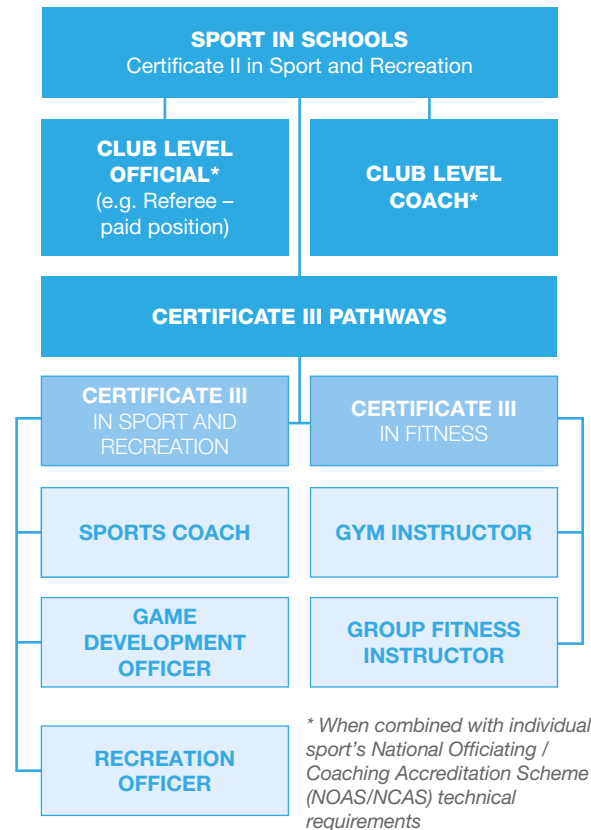 SPORT IN SCHOOLS
Certificate II in Sport and Recreation
CLUB LEVEL
OFFICIAL*
(e.g. Referee –
paid position)
CLUB LEVEL
COACH*
CERTIFICATE III PATHWAYS
CERTIFICATE III
IN SPORT AND
RECREATION
CERTIFICATE III
IN FITNESS
SPORTS COACH
GYM INSTRUCTOR
GAME
DEVELOPMENT
OFFICER
GROUP FITNESS
INSTRUCTOR
RECREATION
OFFICER
* When combined with individual
sport's National Officiating /
Coaching Accreditation Scheme
(NOAS/NCAS) technical
requirements